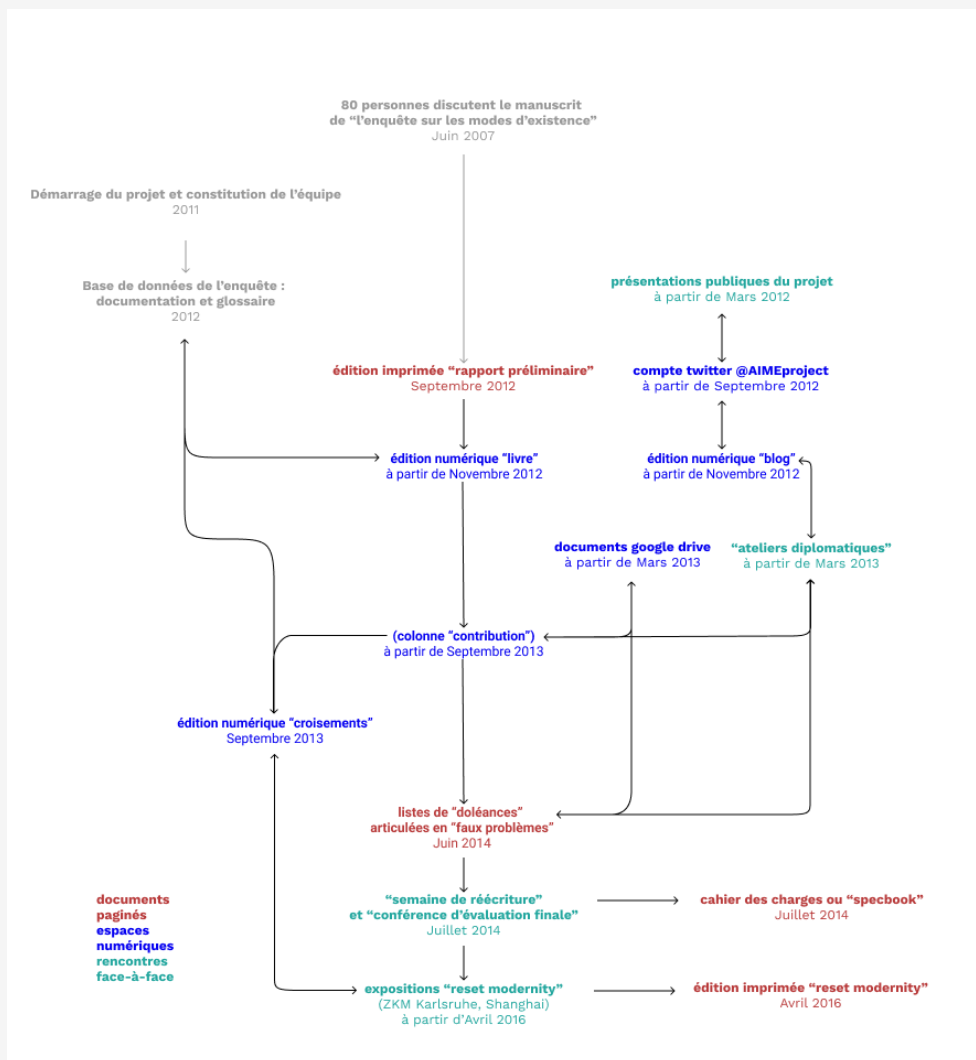 80 personnes discutent le manuscrit
de “l’enquête sur les modes d’existence”
Juin 2007
Démarrage du projet et constitution de l’équipe
2011
Base de données de l’enquête :
documentation et glossaire
2012
présentations publiques du projet
à partir de Mars 2012
édition imprimée “rapport préliminaire”
Septembre 2012
compte twitter @AIMEproject
à partir de Septembre 2012
édition numérique “livre”
à partir de Novembre 2012
édition numérique “blog”
à partir de Novembre 2012
documents google drive
à partir de Mars 2013
“ateliers diplomatiques”
à partir de Mars 2013
(colonne “contribution”)
à partir de Septembre 2013
édition numérique “croisements”
Septembre 2013
listes de “doléances”
articulées en “faux problèmes”
Juin 2014
“semaine de réécriture”
et “conférence d’évaluation finale”
Juillet 2014
cahier des charges ou “specbook”
Juillet 2014
documents
paginés
espaces
numériques
rencontres
face-à-face
expositions “reset modernity”
(ZKM Karlsruhe, Shanghai)
à partir d’Avril 2016
édition imprimée “reset modernity”
Avril 2016